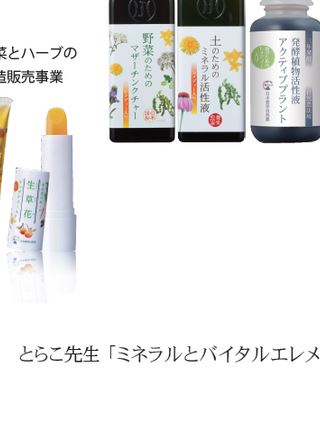 菜とハーブの
造販売事業
野菜のための
マザーチンクチャー
土のための
ミネラル活性液
発酵植物活性液
アクティブプラント
生草花
とらこ先生「ミネラルとバイタルエレメ